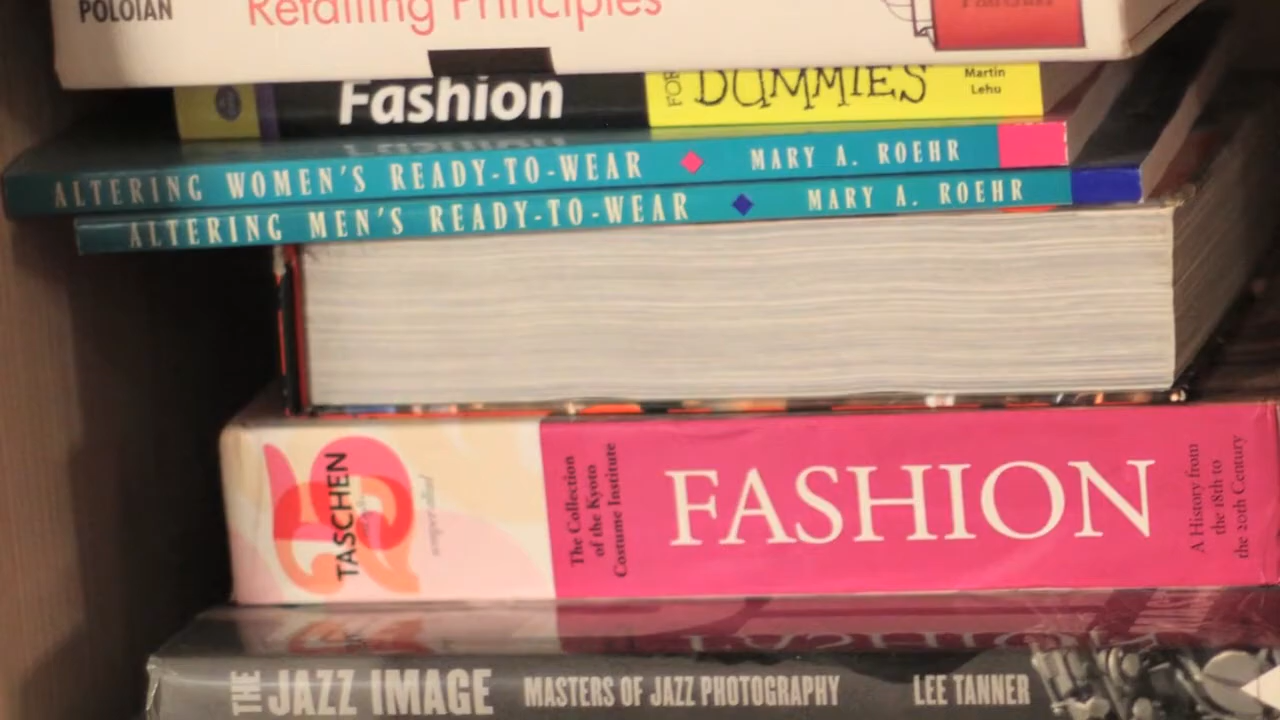 POLOIAN
Retailing Principles
Fashion FOR DUMMIES
Martin
Lehu
ALTERING WOMEN'S READY-TO-WEAR MARY A. ROEHR
ALTERING MEN'S READY-TO-WEAR MARY A. ROEHR
TASCHEN
25
The Collection
of the Kyoto
Costume Institute
FASHION
A History from
the 18th to
the 20th Century
THE JAZZ IMAGE MASTERS OF JAZZ PHOTOGRAPHY LEE TANNER